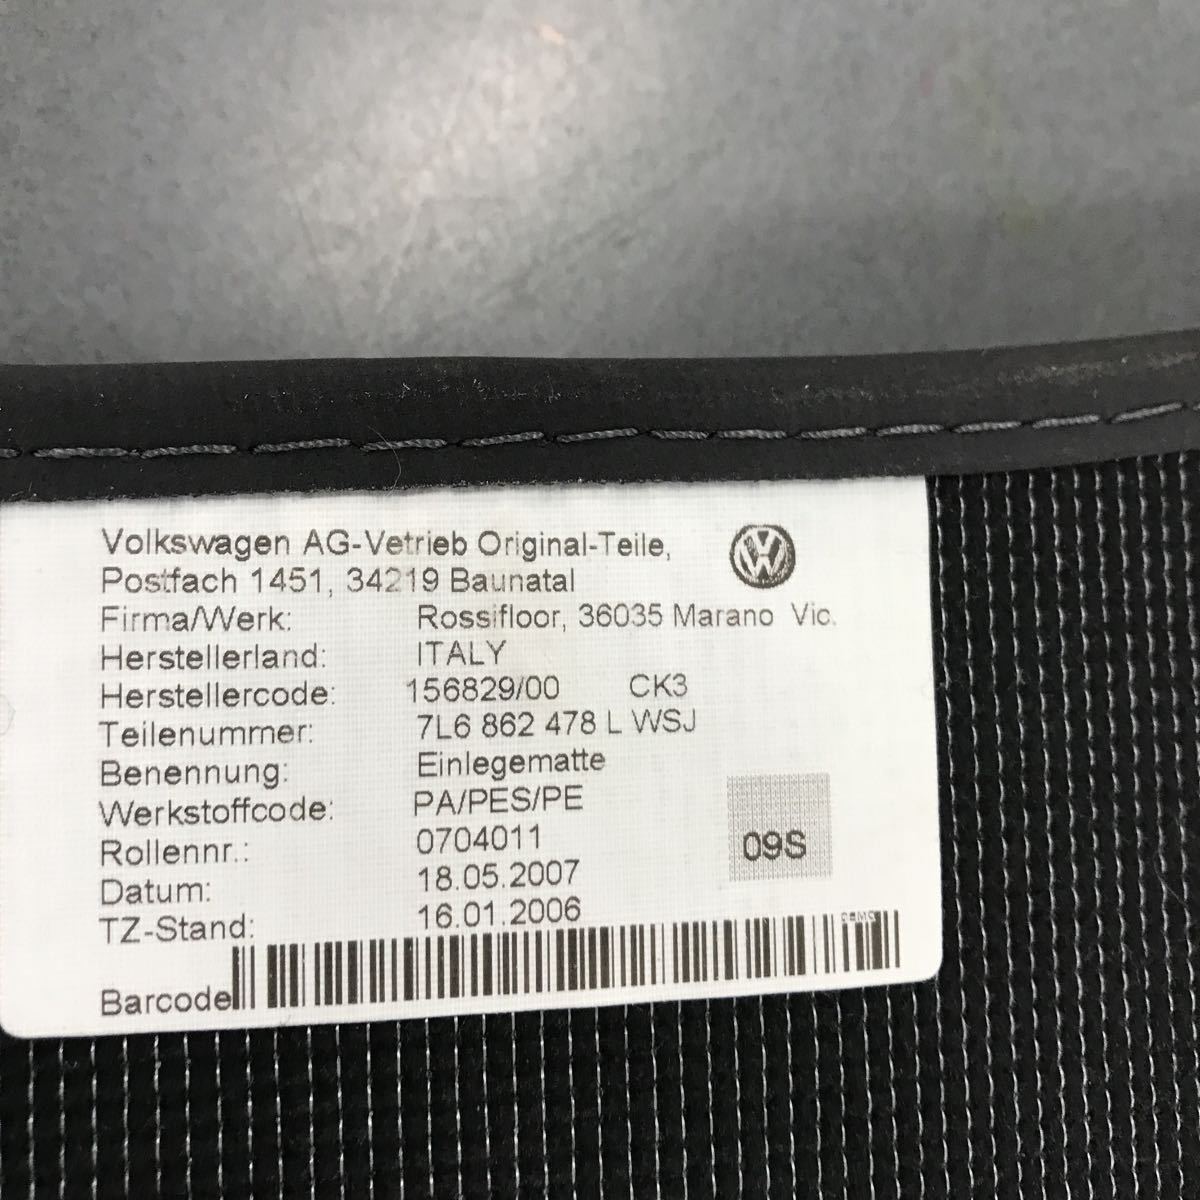 Volkswagen AG-Vetrieb Original-Teile,
Postfach 1451, 34219 Baunatal
Firma/Werk: Rossifloor, 36035 Marano Vic.
Herstellerland: ITALY
Herstellercode: 156829/00 CK3
Teilenummer: 7L6 862 478 L WSJ
Benennung: Einlegematte
Werkstoffcode: PA/PES/PE
Rollennr.: 0704011
09S
Datum: 18.05.2007
TZ-Stand: 16.01.2006
Barcode